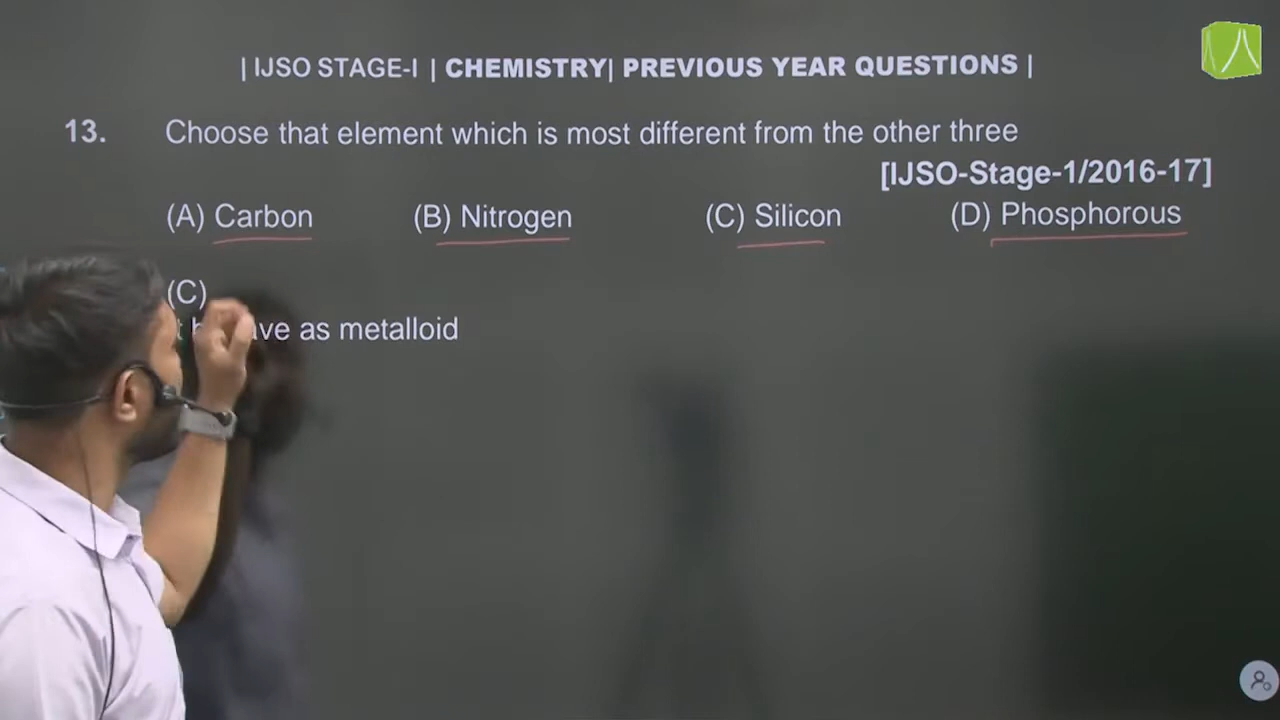 | IJSO STAGE-I | CHEMISTRY| PREVIOUS YEAR QUESTIONS |
13. Choose that element which is most different from the other three
[IJSO-Stage-1/2016-17]
(A) Carbon (B) Nitrogen (C) Silicon (D) Phosphorous
(C)
as metalloid